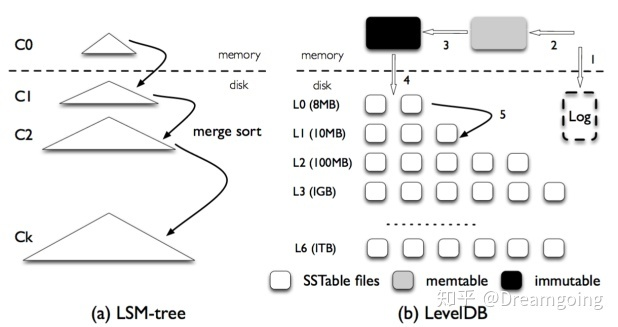 C0
memory
disk
C1
C2
merge sort
Ck
(a) LSM-tree
3
2
1
memory
disk
4
L0 (8MB)
5
L1 (10MB)
L2 (100MB)
L3 (1GB)
L6 (1TB)
Log
SSTable files
memtable
immutable
(b) LevelDB
知乎 @Dreamgoing